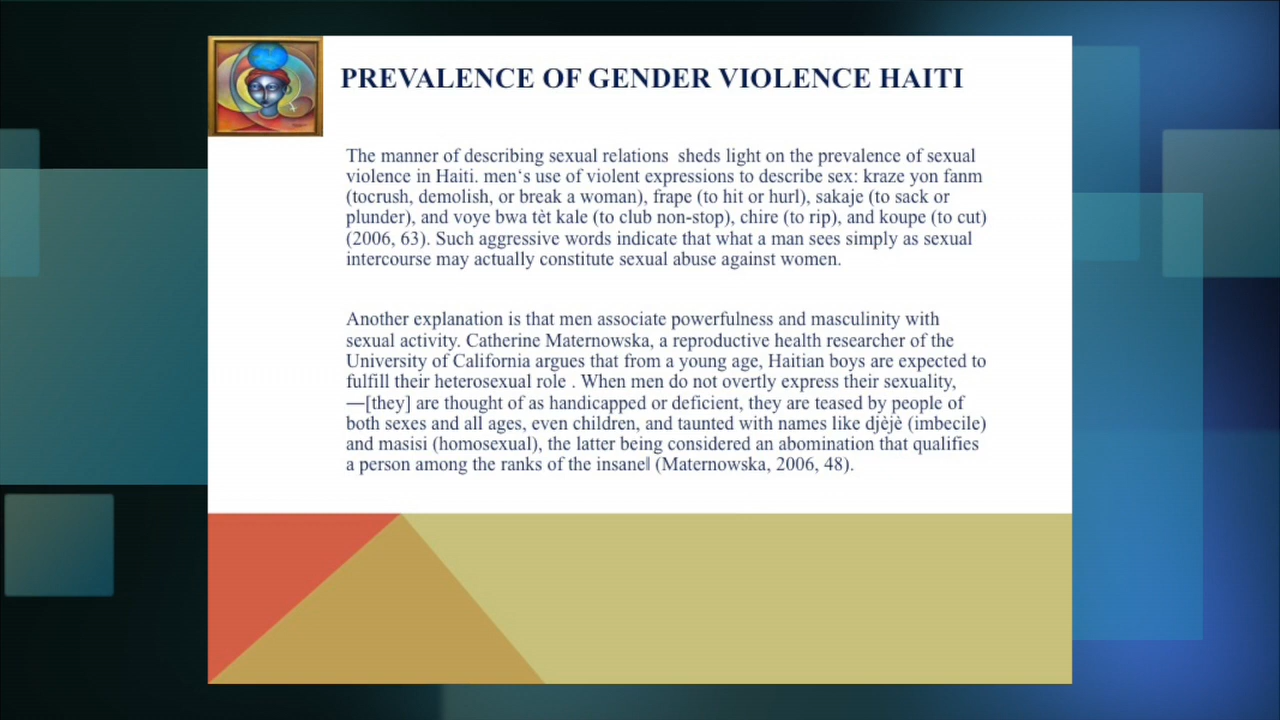 PREVALENCE OF GENDER VIOLENCE HAITI
The manner of describing sexual relations  sheds light on the prevalence of sexual
violence in Haiti. men‘s use of violent expressions to describe sex: kraze yon fanm
(tocrush, demolish, or break a woman), frape (to hit or hurl), sakaje (to sack or
plunder), and voye bwa tèt kale (to club non-stop), chire (to rip), and koupe (to cut)
(2006, 63). Such aggressive words indicate that what a man sees simply as sexual
intercourse may actually constitute sexual abuse against women.
Another explanation is that men associate powerfulness and masculinity with
sexual activity. Catherine Maternowska, a reproductive health researcher of the
University of California argues that from a young age, Haitian boys are expected to
fulfill their heterosexual role . When men do not overtly express their sexuality,
―[they] are thought of as handicapped or deficient, they are teased by people of
both sexes and all ages, even children, and taunted with names like djèjè (imbecile)
and masisi (homosexual), the latter being considered an abomination that qualifies
a person among the ranks of the insane‖ (Maternowska, 2006, 48).